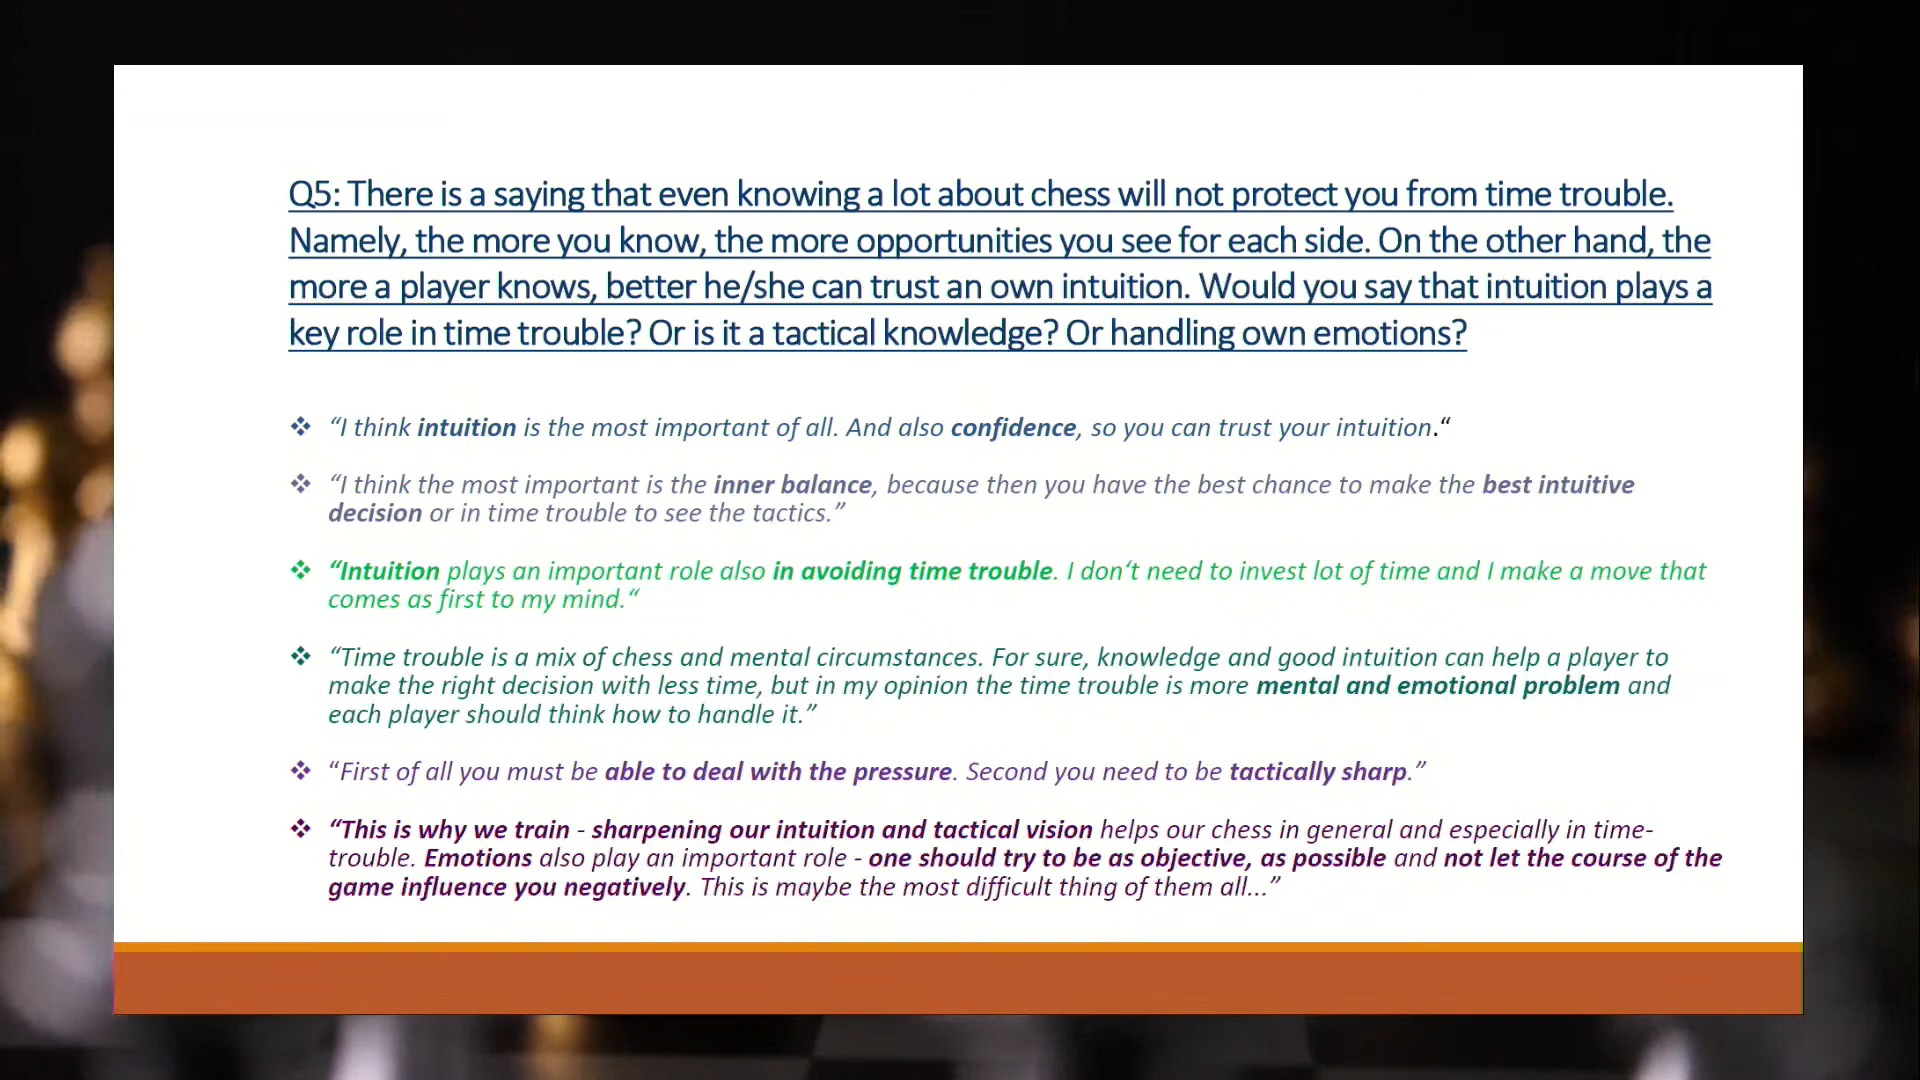 Q5: There is a saying that even knowing a lot about chess will not protect you from time trouble.
Namely, the more you know, the more opportunities you see for each side. On the other hand, the
more a player knows, better he/she can trust an own intuition. Would you say that intuition plays a
key role in time trouble? Or is it a tactical knowledge? Or handling own emotions?
❖ “I think intuition is the most important of all. And also confidence, so you can trust your intuition.“
❖ “I think the most important is the inner balance, because then you have the best chance to make the best intuitive
decision or in time trouble to see the tactics.”
❖ “Intuition plays an important role also in avoiding time trouble. I don‘t need to invest lot of time and I make a move that
comes as first to my mind.“
❖ “Time trouble is a mix of chess and mental circumstances. For sure, knowledge and good intuition can help a player to
make the right decision with less time, but in my opinion the time trouble is more mental and emotional problem and
each player should think how to handle it.”
❖ “First of all you must be able to deal with the pressure. Second you need to be tactically sharp.”
❖ “This is why we train - sharpening our intuition and tactical vision helps our chess in general and especially in time-
trouble. Emotions also play an important role - one should try to be as objective, as possible and not let the course of the
game influence you negatively. This is maybe the most difficult thing of them all...”